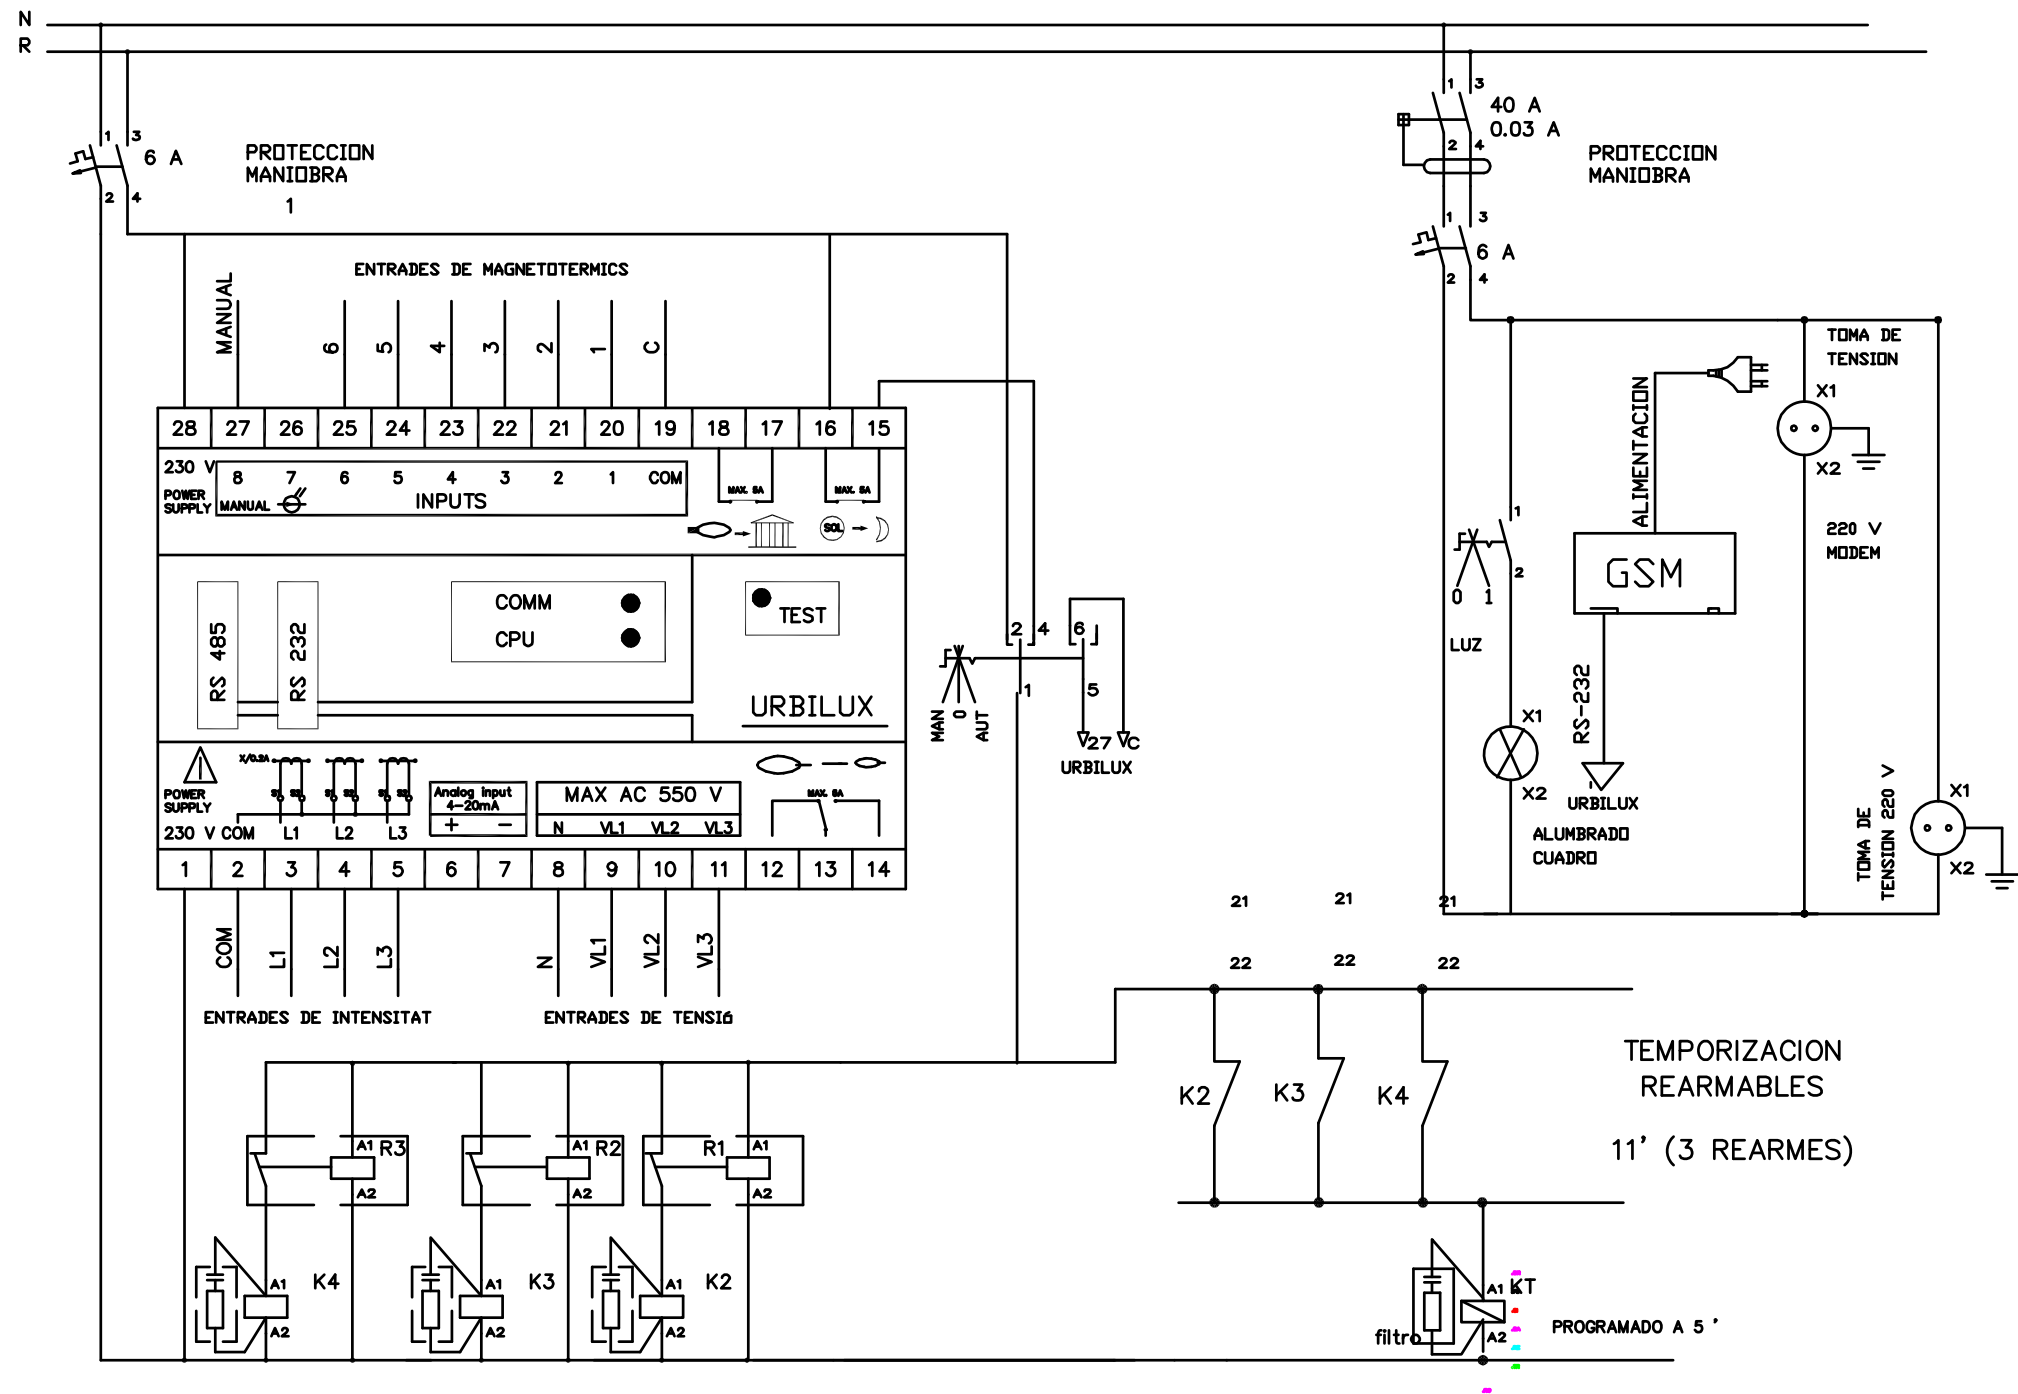 N
R
1 3
6 A
2 4
PROTECCION
MANIOBRA
1
1 3
40 A
0.03 A
2 4
PROTECCION
MANIOBRA
1 3
6 A
2 4
ENTRADES DE MAGNETOTERMICS
MANUAL
6
5
4
3
2
1
C
28 27 26 25 24 23 22 21 20 19 18 17 16 15
230 V
POWER
SUPPLY
8 7 6 5 4 3 2 1 COM
MANUAL
INPUTS
MAX. 5A
MAX. 5A
SOL
RS 485
RS 232
COMM
CPU
TEST
URBILUX
X/0.2A
S1 S2 S1 S2 S1 S2
POWER
SUPPLY
230 V COM L1 L2 L3
Analog input
4-20mA
+ -
MAX AC 550 V
N VL1 VL2 VL3
MAX. 5A
1 2 3 4 5 6 7 8 9 10 11 12 13 14
COM
L1
L2
L3
N
VL1
VL2
VL3
ENTRADES DE INTENSITAT
ENTRADES DE TENSIó
2 4 6
1 5
MAN
0
AUT
27 C
URBILUX
TOMA DE
TENSION
X1
X2
220 V
MODEM
ALIMENTACION
GSM
RS-232
URBILUX
1
2
0 1
LUZ
X1
X2
ALUMBRADO
CUADRO
TOMA DE
TENSION 220 V
X1
X2
21 21 21
22 22 22
K2 K3 K4
TEMPORIZACION
REARMABLES
11' (3 REARMES)
A1 R3
A2
A1 R2
A2
R1 A1
A2
A1 K4
A2
A1 K3
A2
A1 K2
A2
A1 KT
A2
filtro
PROGRAMADO A 5 '